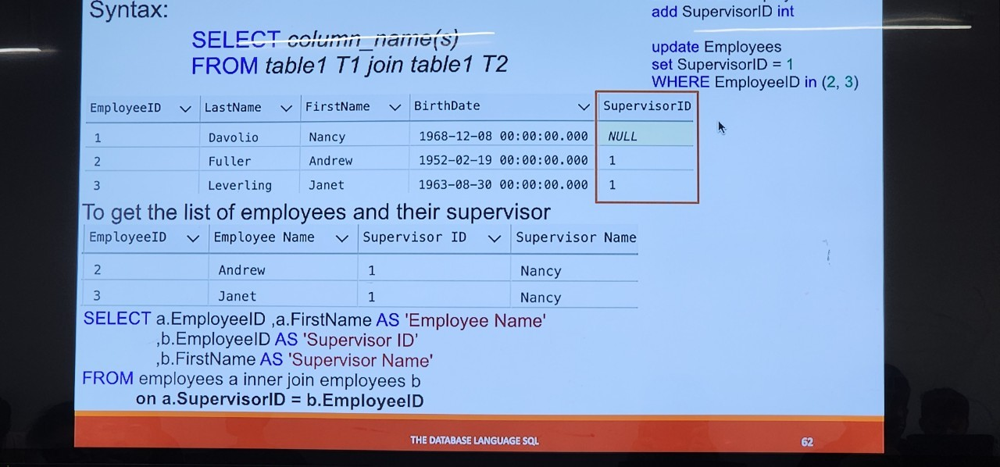 Syntax:
SELECT column_name(s)
FROM table1 T1 join table1 T2
add SupervisorID int
update Employees
set SupervisorID = 1
WHERE EmployeeID in (2, 3)
EmployeeID LastName FirstName BirthDate SupervisorID
1 Davolio Nancy 1968-12-08 00:00:00.000 NULL
2 Fuller Andrew 1952-02-19 00:00:00.000 1
3 Leverling Janet 1963-08-30 00:00:00.000 1
To get the list of employees and their supervisor
EmployeeID Employee Name Supervisor ID Supervisor Name
2 Andrew 1 Nancy
3 Janet 1 Nancy
SELECT a.EmployeeID ,a.FirstName AS 'Employee Name'
,b.EmployeeID AS 'Supervisor ID'
,b.FirstName AS 'Supervisor Name'
FROM employees a inner join employees b
on a.SupervisorID = b.EmployeeID
THE DATABASE LANGUAGE SQL
62